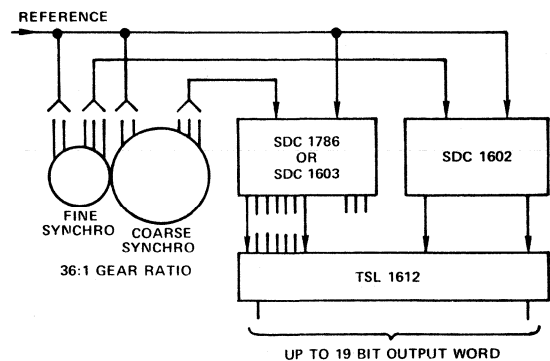 REFERENCE
SDC 1786
OR
SDC 1603
SDC 1602
FINE
SYNCHRO
COARSE
SYNCHRO
36:1 GEAR RATIO
TSL 1612
UP TO 19 BIT OUTPUT WORD